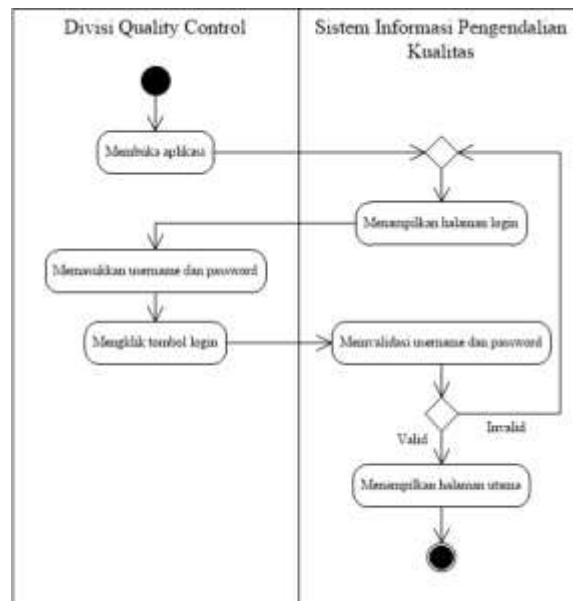 Divisi Quality Control
Sistem Informasi Pengendalian
Kualitas
Membuka aplikasi
Menampilkan halaman login
Memasukkan username dan password
Mengklik tombol login
Memvalidasi username dan password
Valid
Invalid
Menampilkan halaman utama